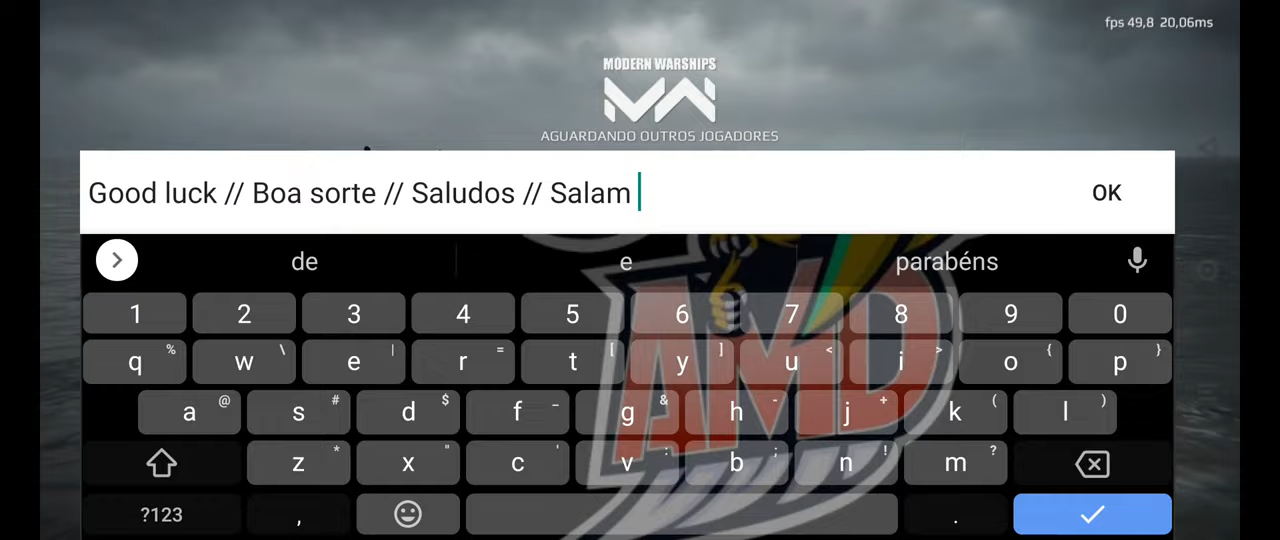 fps 49,8 20,06ms
MODERN WARSHIPS
AGUARDANDO OUTROS JOGADORES
Good luck // Boa sorte // Saludos // Salam
OK
de e parabéns
1 2 3 4 5 6 7 8 9 0
q % w \ e | r = t [ y ] u < i > o { p }
a @ s # d $ f _ g & h - j + k ( l )
z * x " c ' v : b ; n ! m ?
?123 , .
AMD